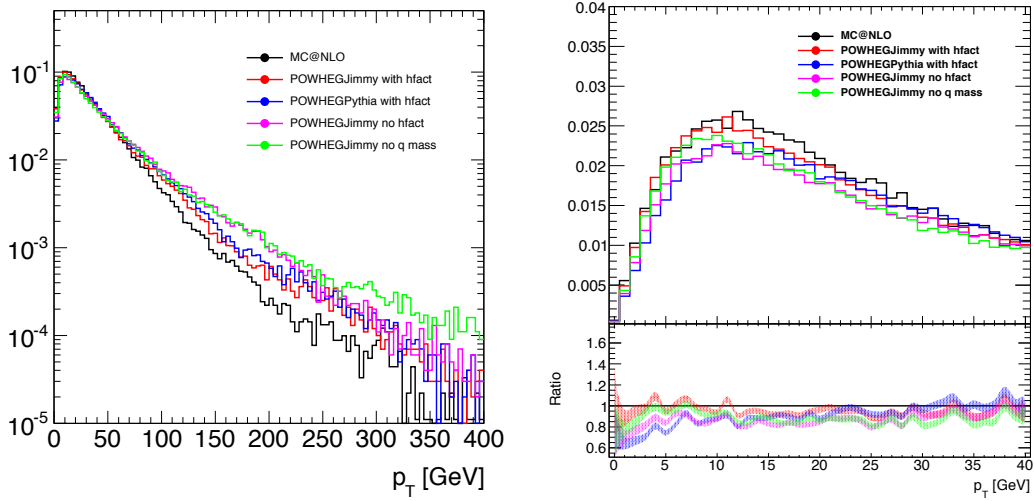 MC@NLO
POWHEGJimmy with hfact
POWHEGPythia with hfact
POWHEGJimmy no hfact
POWHEGJimmy no q mass
10-1
10-2
10-3
10-4
10-5
0 50 100 150 200 250 300 350 400
pT [GeV]
0.04
0.035
0.03
0.025
0.02
0.015
0.01
0.005
MC@NLO
POWHEGJimmy with hfact
POWHEGPythia with hfact
POWHEGJimmy no hfact
POWHEGJimmy no q mass
Ratio
1.6
1.4
1.2
1
0.8
0.6
0 5 10 15 20 25 30 35 40
pT [GeV]